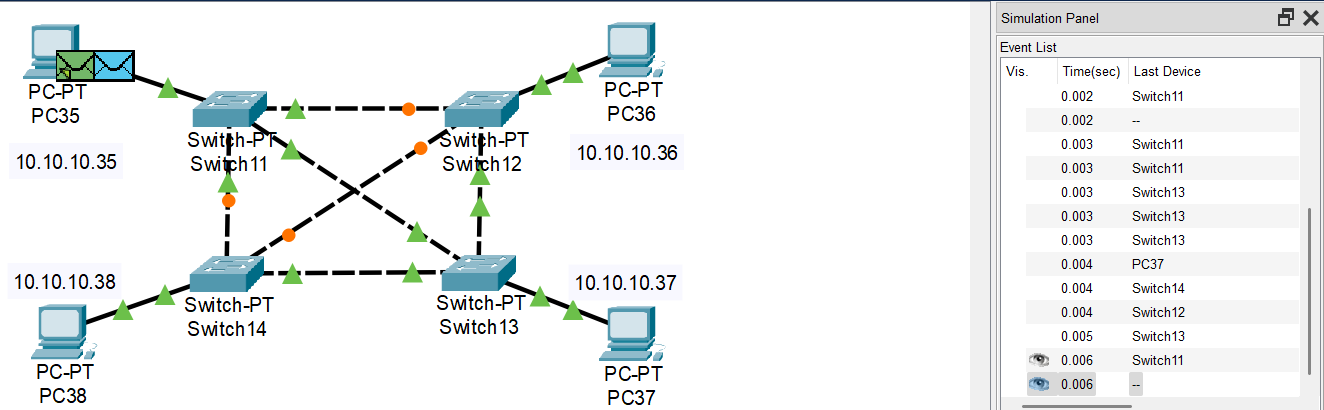 PC-PT
PC35
10.10.10.35
Switch-PT
Switch11
Switch-PT
Switch12
PC-PT
PC36
10.10.10.36
10.10.10.38
PC-PT
PC38
Switch-PT
Switch14
Switch-PT
Switch13
10.10.10.37
PC-PT
PC37
Simulation Panel
Event List
Vis. Time(sec) Last Device
0.002 Switch11
0.002 --
0.003 Switch11
0.003 Switch11
0.003 Switch13
0.003 Switch13
0.003 Switch13
0.004 PC37
0.004 Switch14
0.004 Switch12
0.005 Switch13
0.006 Switch11
0.006 --